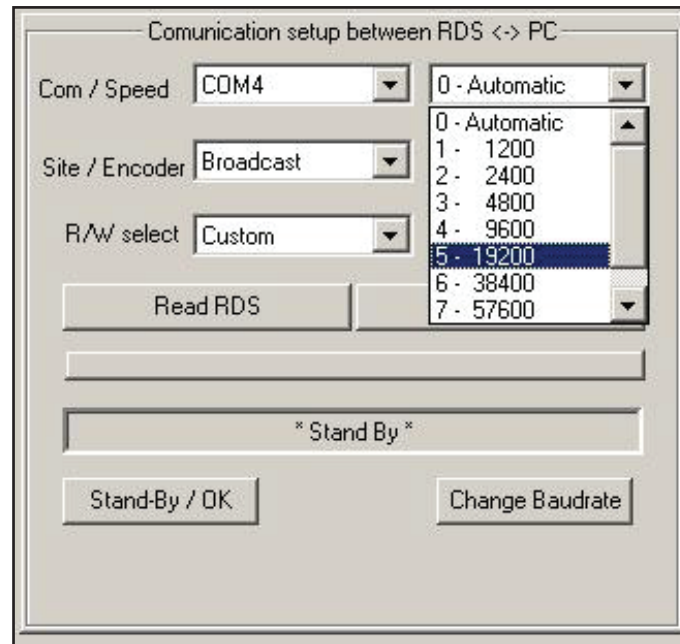 Comunication setup between RDS <-> PC
Com / Speed COM4 0 - Automatic
0 - Automatic
1 - 1200
Site / Encoder Broadcast
2 - 2400
3 - 4800
R/W select Custom
4 - 9600
5 - 19200
6 - 38400
Read RDS
7 - 57600
* Stand By *
Stand-By / OK Change Baudrate